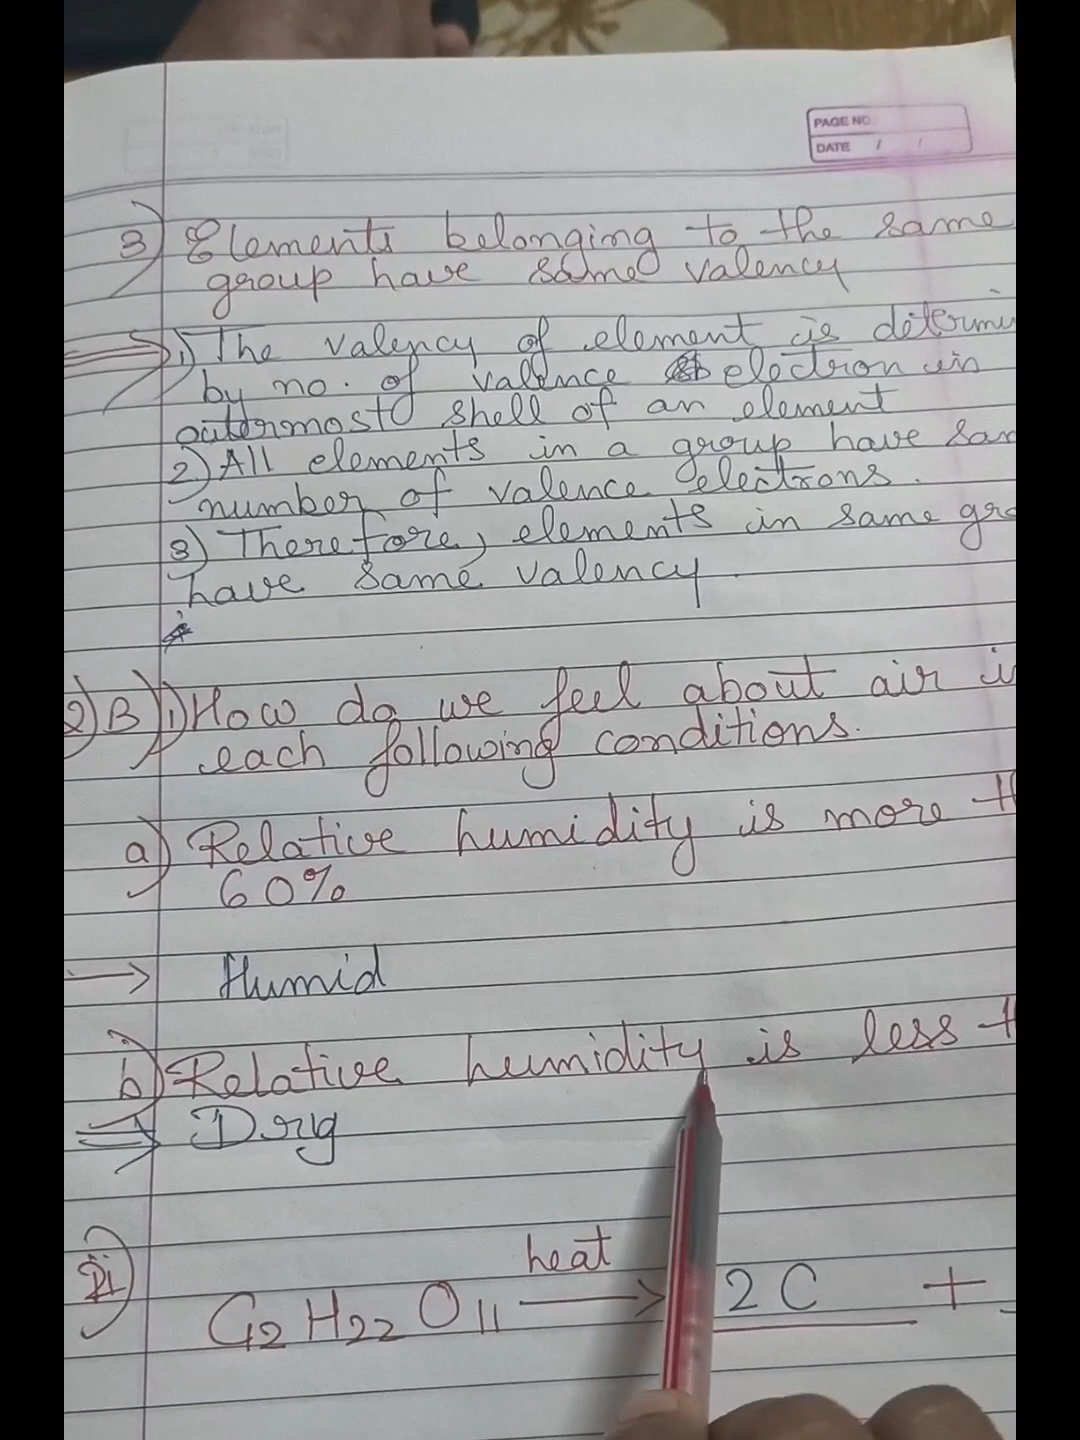 PAGE NO.
DATE / /
3) Elements belonging to the same
group have same valency
1) The valency of element is determi
by no. of valence electron in
outermost shell of an element
2) All elements in a group have sam
number of valence electrons.
3) Therefore, elements in same gro
have same valency
2) B) 1) How do we feel about air i
each following conditions.
a) Relative humidity is more th
60%
→ Humid
b) Relative humidity is less t
⇒ Dry
heat
C12 H22 O11 → 2C +